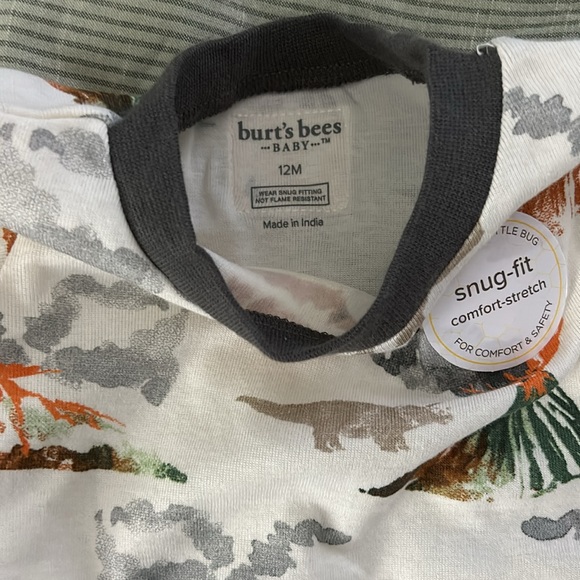 burt's bees
BABY™
12M
WEAR SNUG FITTING
NOT FLAME RESISTANT
Made in India
TLE BUG
snug-fit
comfort-stretch
FOR COMFORT & SAFETY